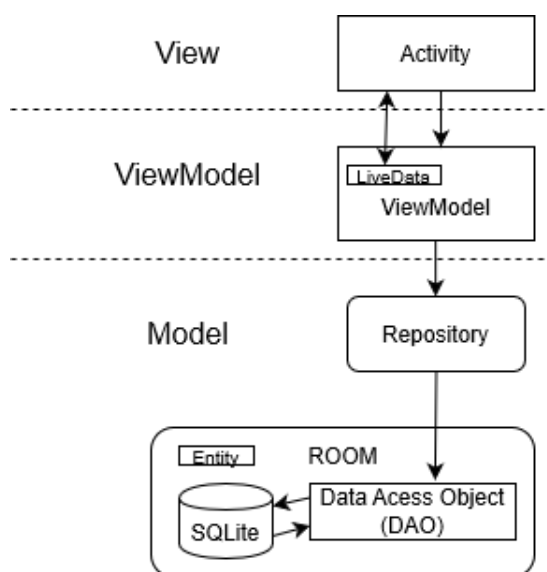 View
Activity
ViewModel
LiveData
ViewModel
Model
Repository
Entity
ROOM
SQLite
Data Acess Object
(DAO)